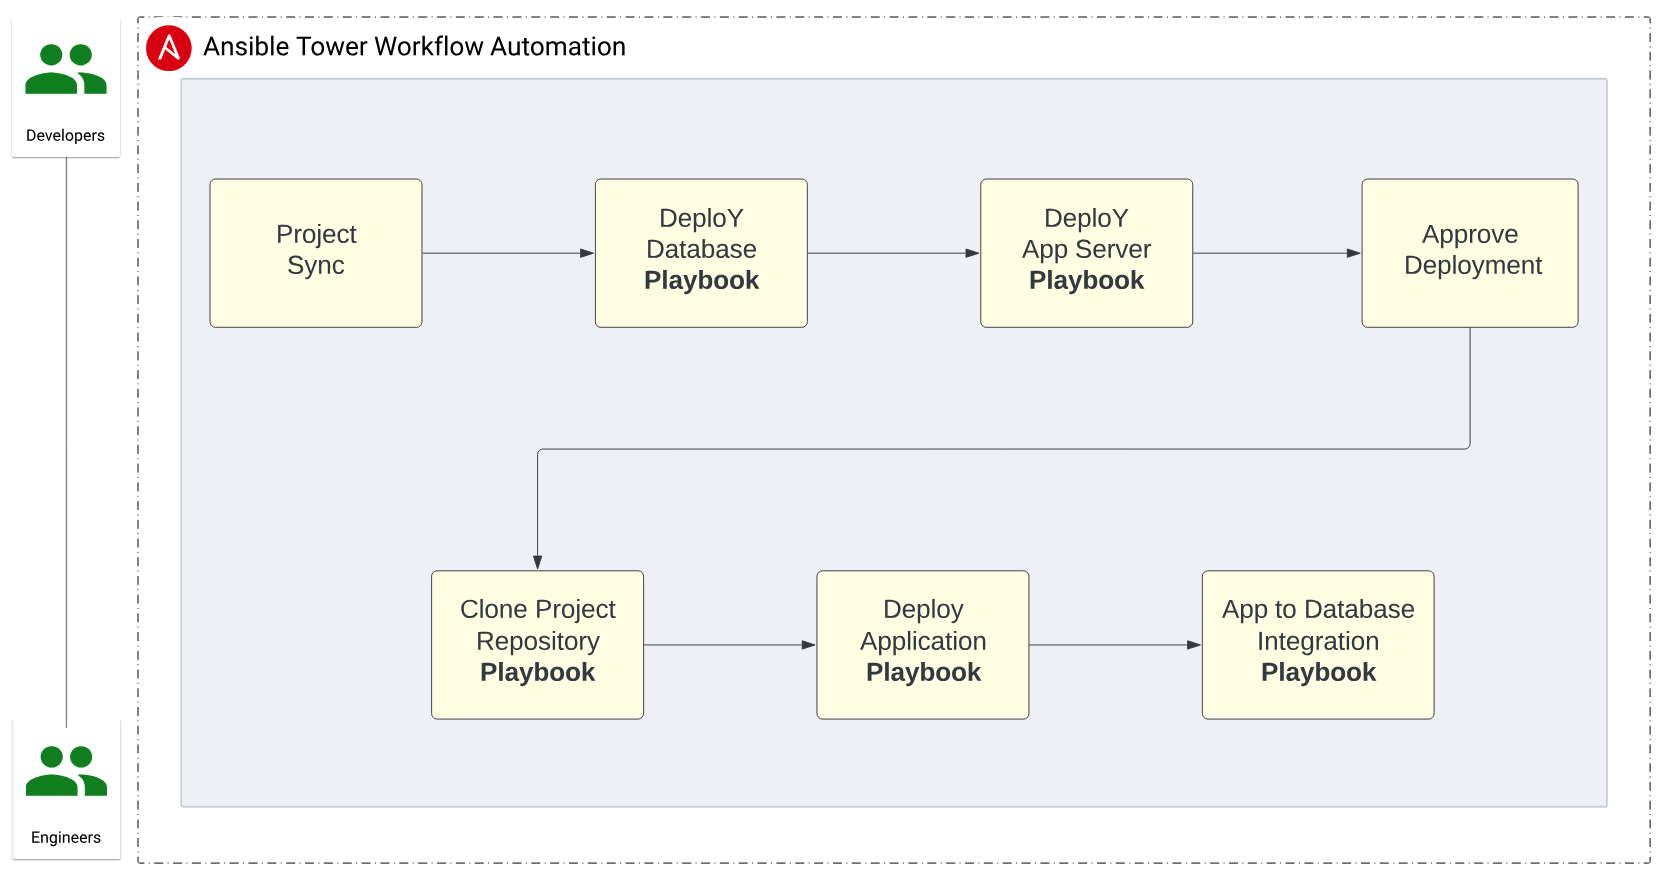 Ansible Tower Workflow Automation
Developers
Project
Sync
DeploY
Database
Playbook
DeploY
App Server
Playbook
Approve
Deployment
Clone Project
Repository
Playbook
Deploy
Application
Playbook
App to Database
Integration
Playbook
Engineers